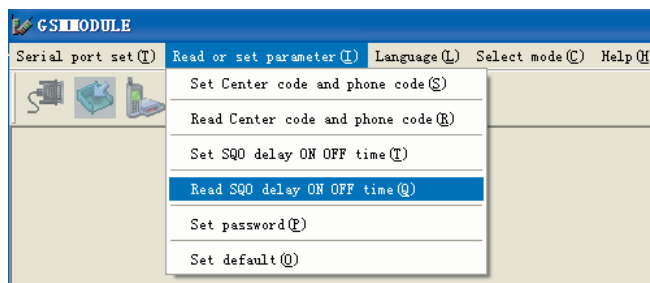 GSMMODULE
Serial port set(T) Read or set parameter(I) Language(L) Select mode(C) Help(H
Set Center code and phone code(S)
Read Center code and phone code(R)
Set SQO delay ON OFF time(T)
Read SQO delay ON OFF time(Q)
Set password(P)
Set default(O)